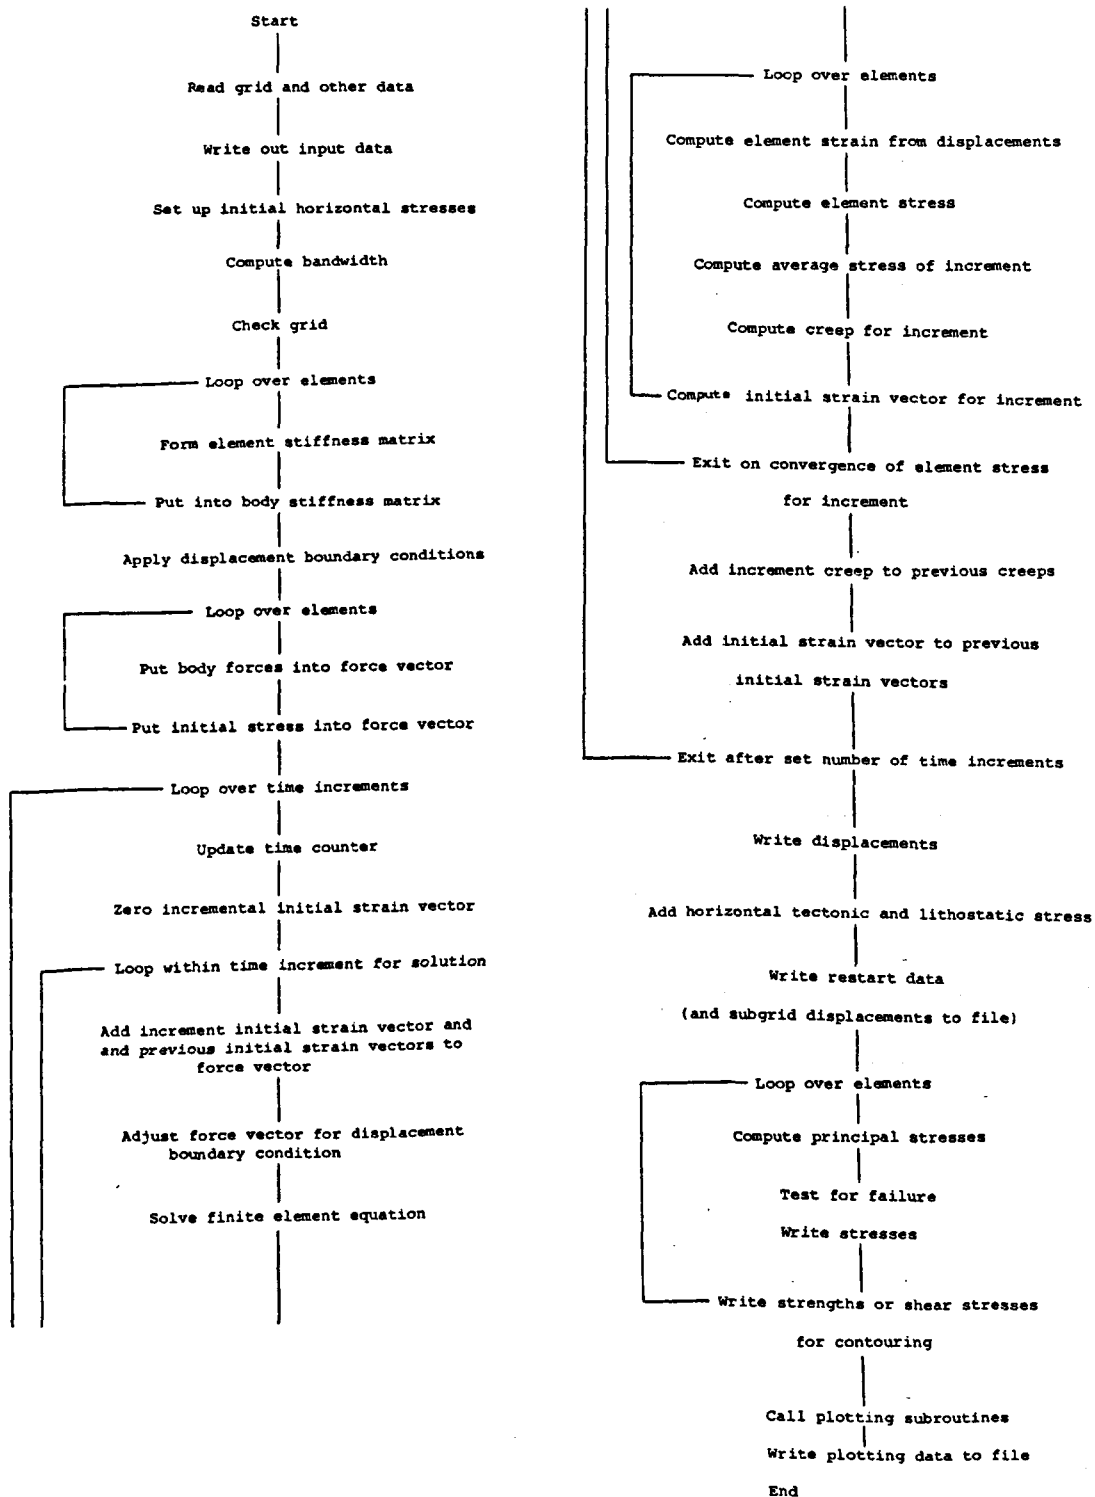 Start
Read grid and other data
Write out input data
Set up initial horizontal stresses
Compute bandwidth
Check grid
Loop over elements
Form element stiffness matrix
Put into body stiffness matrix
Apply displacement boundary conditions
Loop over elements
Put body forces into force vector
Put initial stress into force vector
Loop over time increments
Update time counter
Zero incremental initial strain vector
Loop within time increment for solution
Add increment initial strain vector and
and previous initial strain vectors to
force vector
Adjust force vector for displacement
boundary condition
Solve finite element equation
Loop over elements
Compute element strain from displacements
Compute element stress
Compute average stress of increment
Compute creep for increment
Compute initial strain vector for increment
Exit on convergence of element stress
for increment
Add increment creep to previous creeps
Add initial strain vector to previous
initial strain vectors
Exit after set number of time increments
Write displacements
Add horizontal tectonic and lithostatic stress
Write restart data
(and subgrid displacements to file)
Loop over elements
Compute principal stresses
Test for failure
Write stresses
Write strengths or shear stresses
for contouring
Call plotting subroutines
Write plotting data to file
End